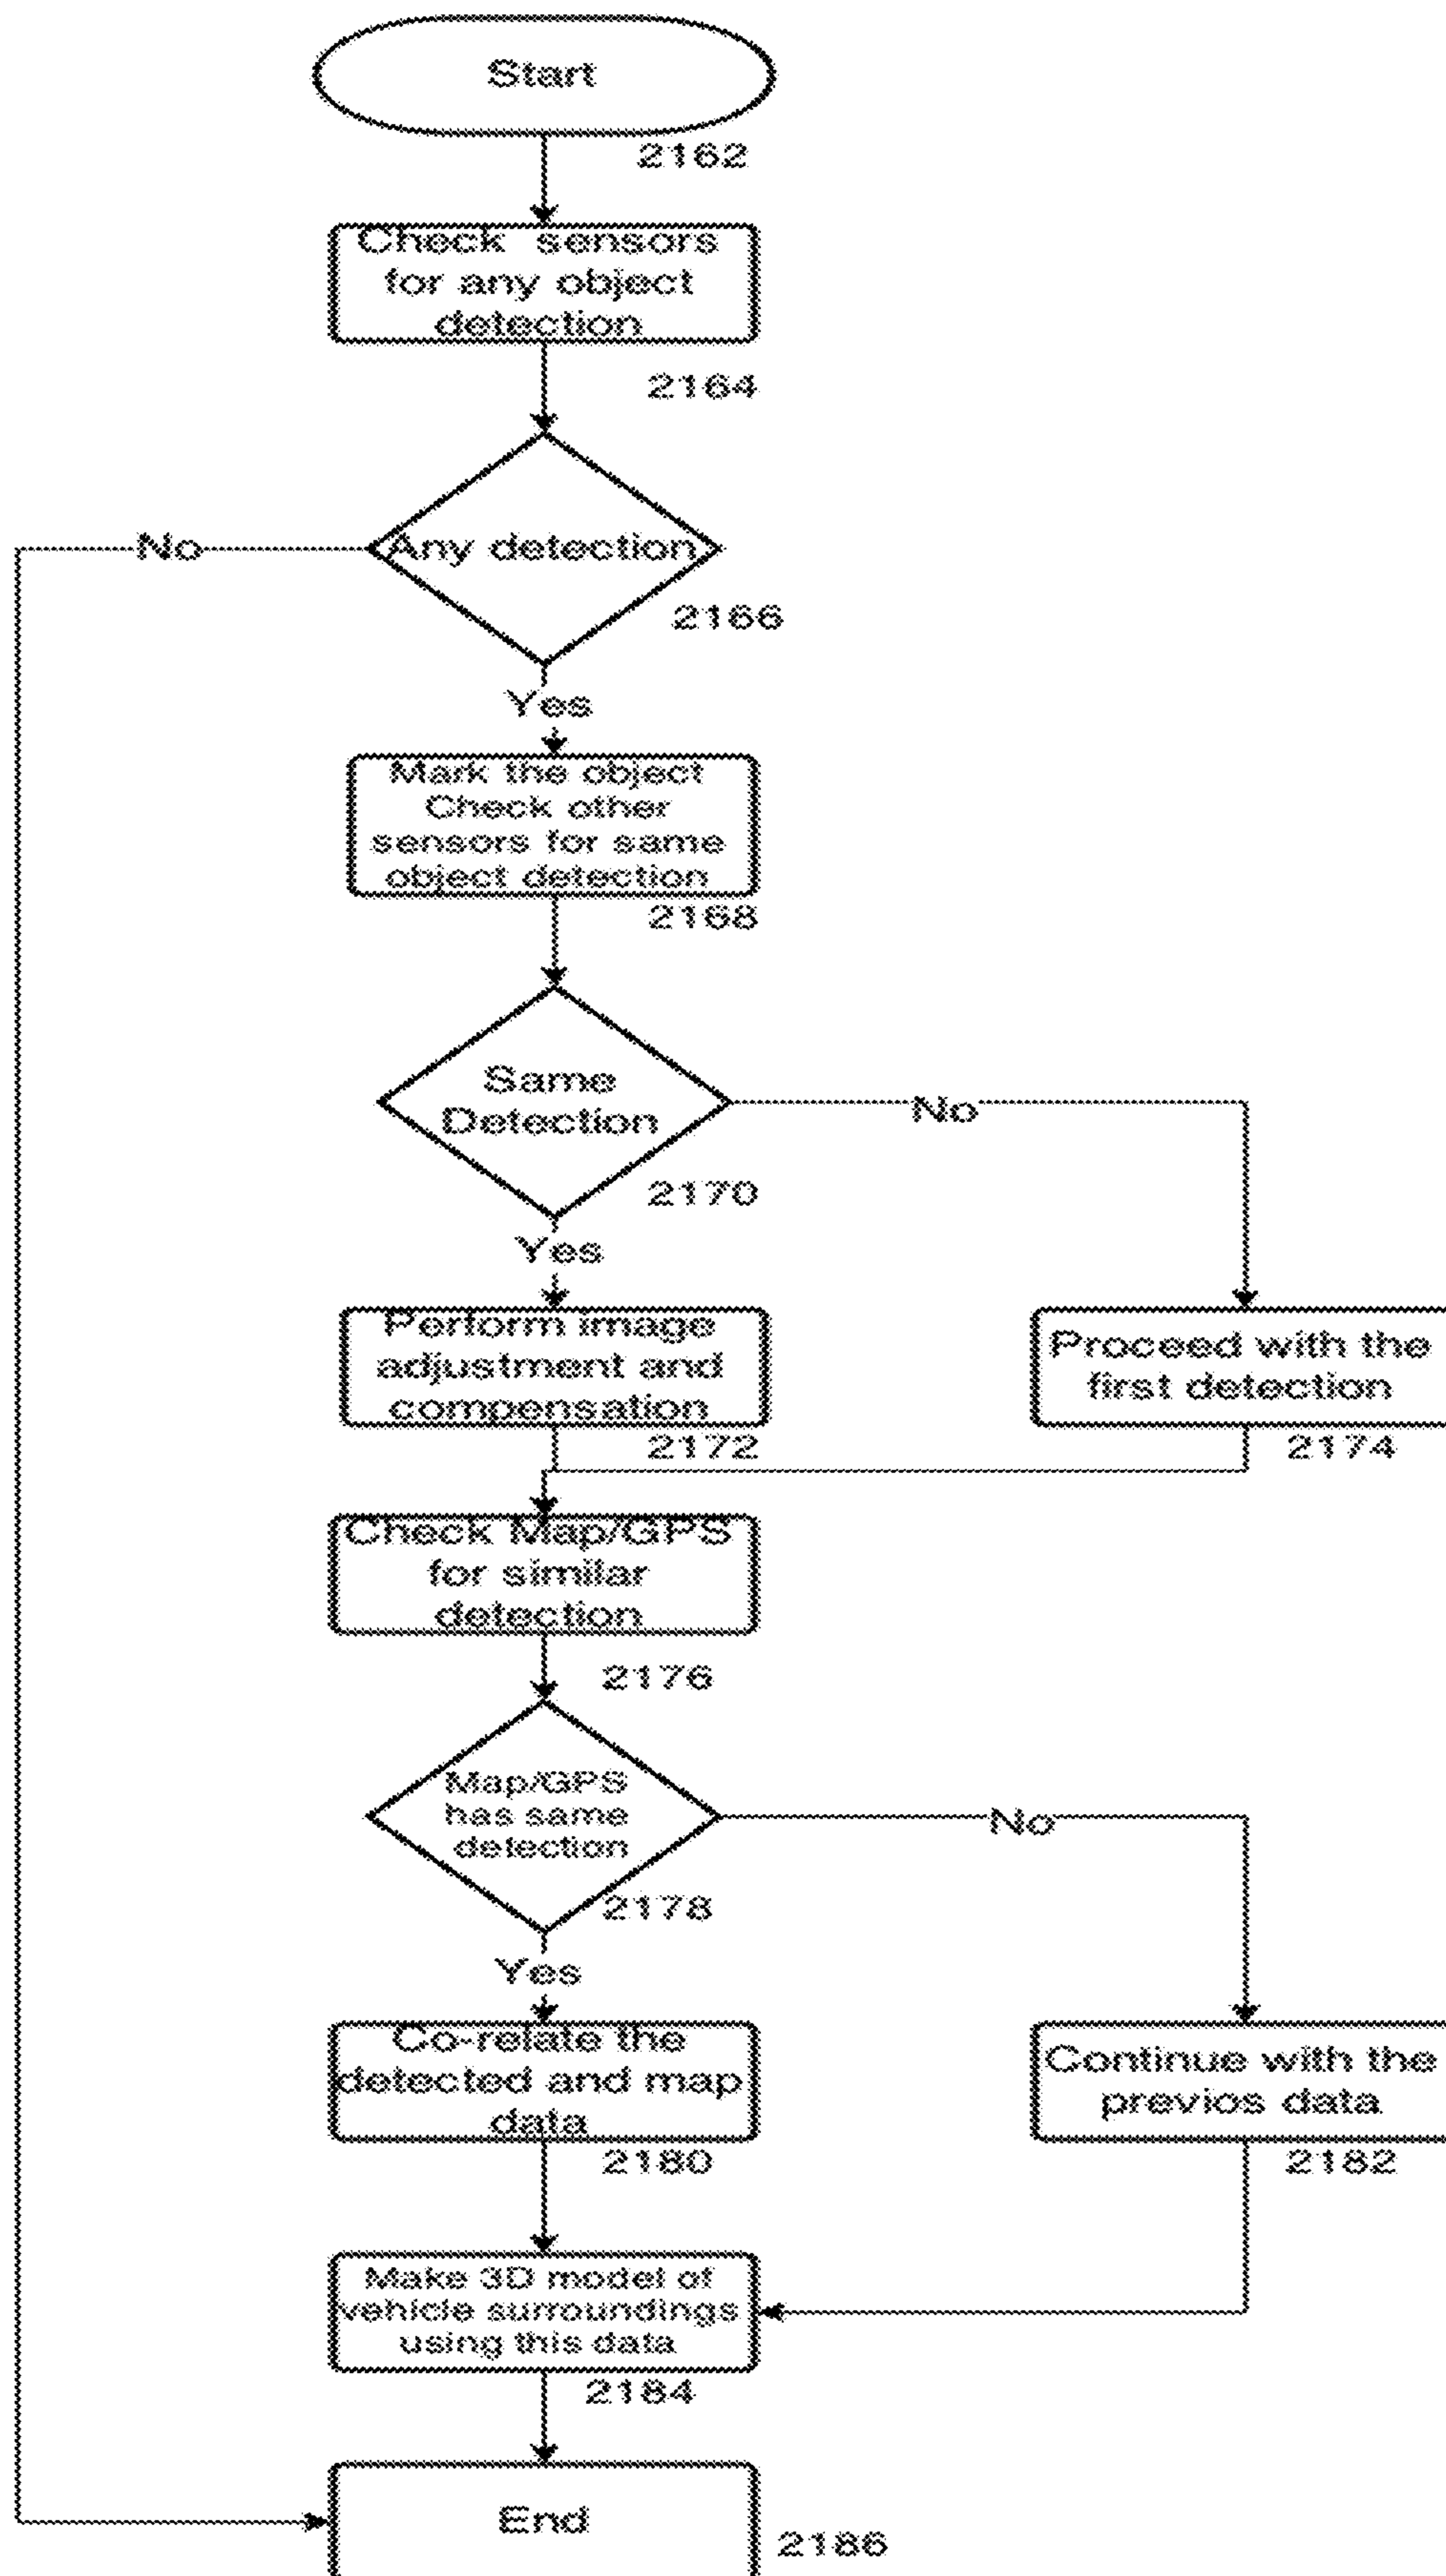 Start
2162
Check sensors
for any object
detection
2164
No
Any detection
2166
Yes
Mark the object
Check other
sensors for same
object detection
2168
Same
Detection
No
2170
Yes
Perform image
adjustment and
compensation
2172
Proceed with the
first detection
2174
Check Map/GPS
for similar
detection
2176
Map/GPS
has same
detection
No
2178
Yes
Co-relate the
detected and map
data
2180
Continue with the
previos data
2182
Make 3D model of
vehicle surroundings
using this data
2184
End
2186